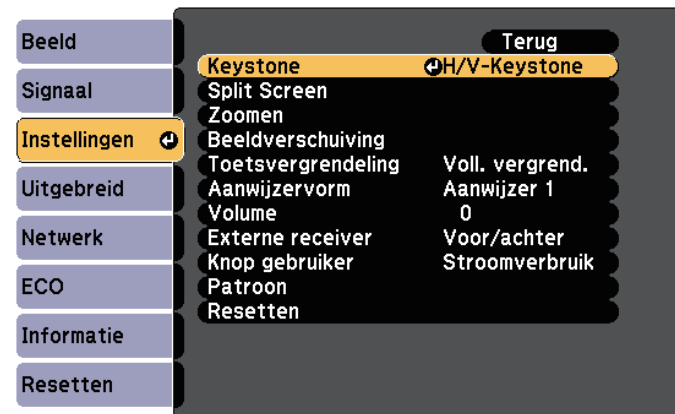 Beeld
Signaal
Instellingen
Uitgebreid
Netwerk
ECO
Informatie
Resetten
Terug
Keystone H/V-Keystone
Split Screen
Zoomen
Beeldverschuiving
Toetsvergrendeling Voll. vergrend.
Aanwijzervorm Aanwijzer 1
Volume 0
Externe receiver Voor/achter
Knop gebruiker Stroomverbruik
Patroon
Resetten